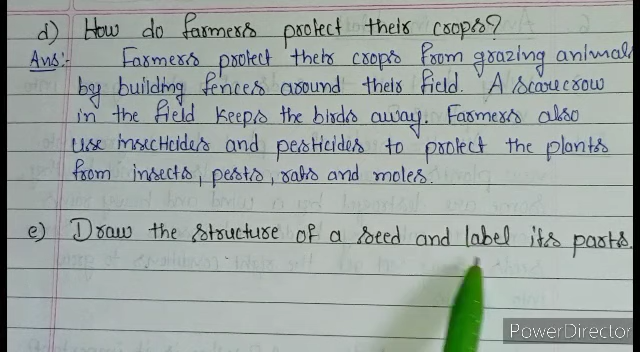 d) How do farmers protect their crops?
Ans:- Farmers protect their crops from grazing animals
by building fences around their field. A scarecrow
in the field keeps the birds away. Farmers also
use insecticides and pesticides to protect the plants
from insects, pests, rats and moles.
e) Draw the structure of a seed and label its parts.
PowerDirector